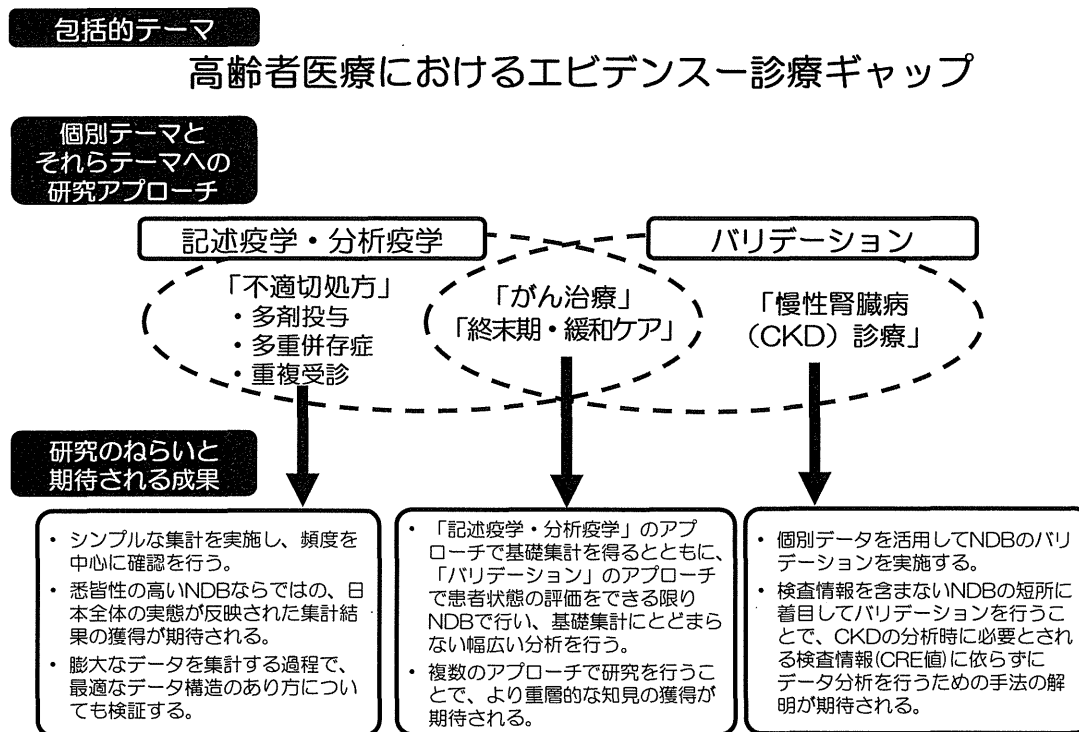 包括的テーマ
高齢者医療におけるエビデンスー診療ギャップ
個別テーマと
それらテーマへの
研究アプローチ
記述疫学・分析疫学
バリデーション
「不適切処方」
・多剤投与
・多重併存症
・重複受診
「がん治療」
「終末期・緩和ケア」
「慢性腎臓病
（CKD）診療」
研究のねらいと
期待される成果
・ シンプルな集計を実施し、頻度を
中心に確認を行う。
・ 悉皆性の高いNDBならではの、日
本全体の実態が反映された集計結
果の獲得が期待される。
・ 膨大なデータを集計する過程で、
最適なデータ構造のあり方につい
ても検証する。
・ 「記述疫学・分析疫学」のアプ
ローチで基礎集計を得るとともに、
「バリデーション」のアプローチ
で患者状態の評価をできる限り
NDBで行い、基礎集計にとどまら
ない幅広い分析を行う。
・ 複数のアプローチで研究を行うこ
とで、より重層的な知見の獲得が
期待される。
・ 個別データを活用してNDBのバリ
デーションを実施する。
・ 検査情報を含まないNDBの短所に
着目してバリデーションを行うこ
とで、CKDの分析時に必要とされ
る検査情報(CRE値)に依らずに
データ分析を行うための手法の解
明が期待される。